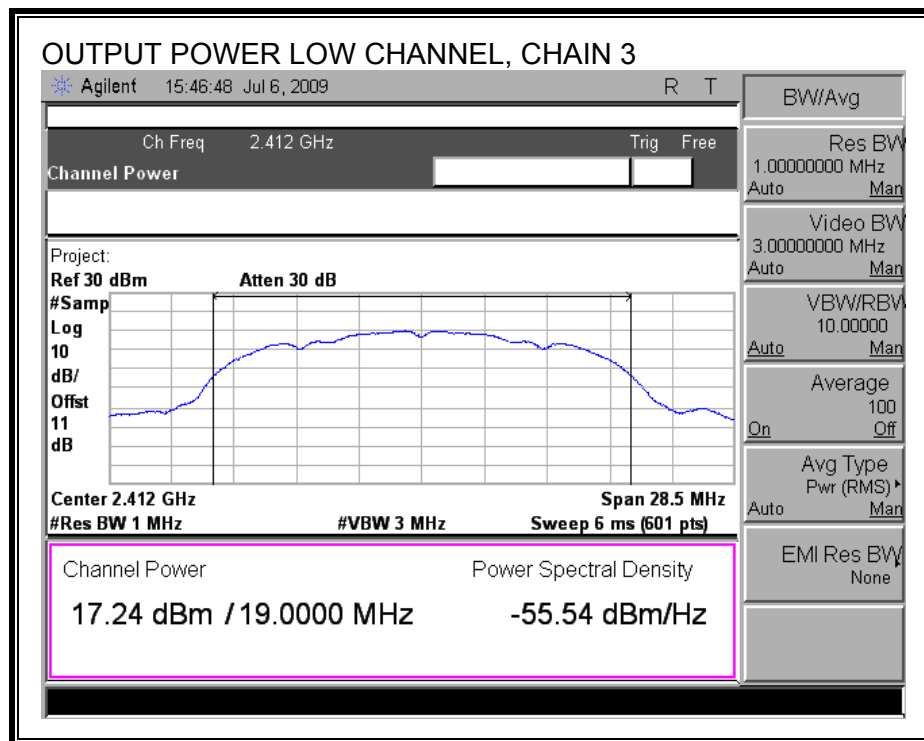 OUTPUT POWER LOW CHANNEL, CHAIN 3
Agilent 15:46:48 Jul 6, 2009 R T
Ch Freq 2.412 GHz Trig Free
Channel Power
Project:
Ref 30 dBm Atten 30 dB
#Samp
Log
10
dB/
Offst
11
dB
Center 2.412 GHz Span 28.5 MHz
#Res BW 1 MHz #VBW 3 MHz Sweep 6 ms (601 pts)
Channel Power Power Spectral Density
17.24 dBm / 19.0000 MHz -55.54 dBm/Hz
BW/Avg
Res BW
1.00000000 MHz
Auto Man
Video BW
3.00000000 MHz
Auto Man
VBW/RBW
10.00000
Auto Man
Average
100
On Off
Avg Type
Pwr (RMS)
Auto Man
EMI Res BW
None